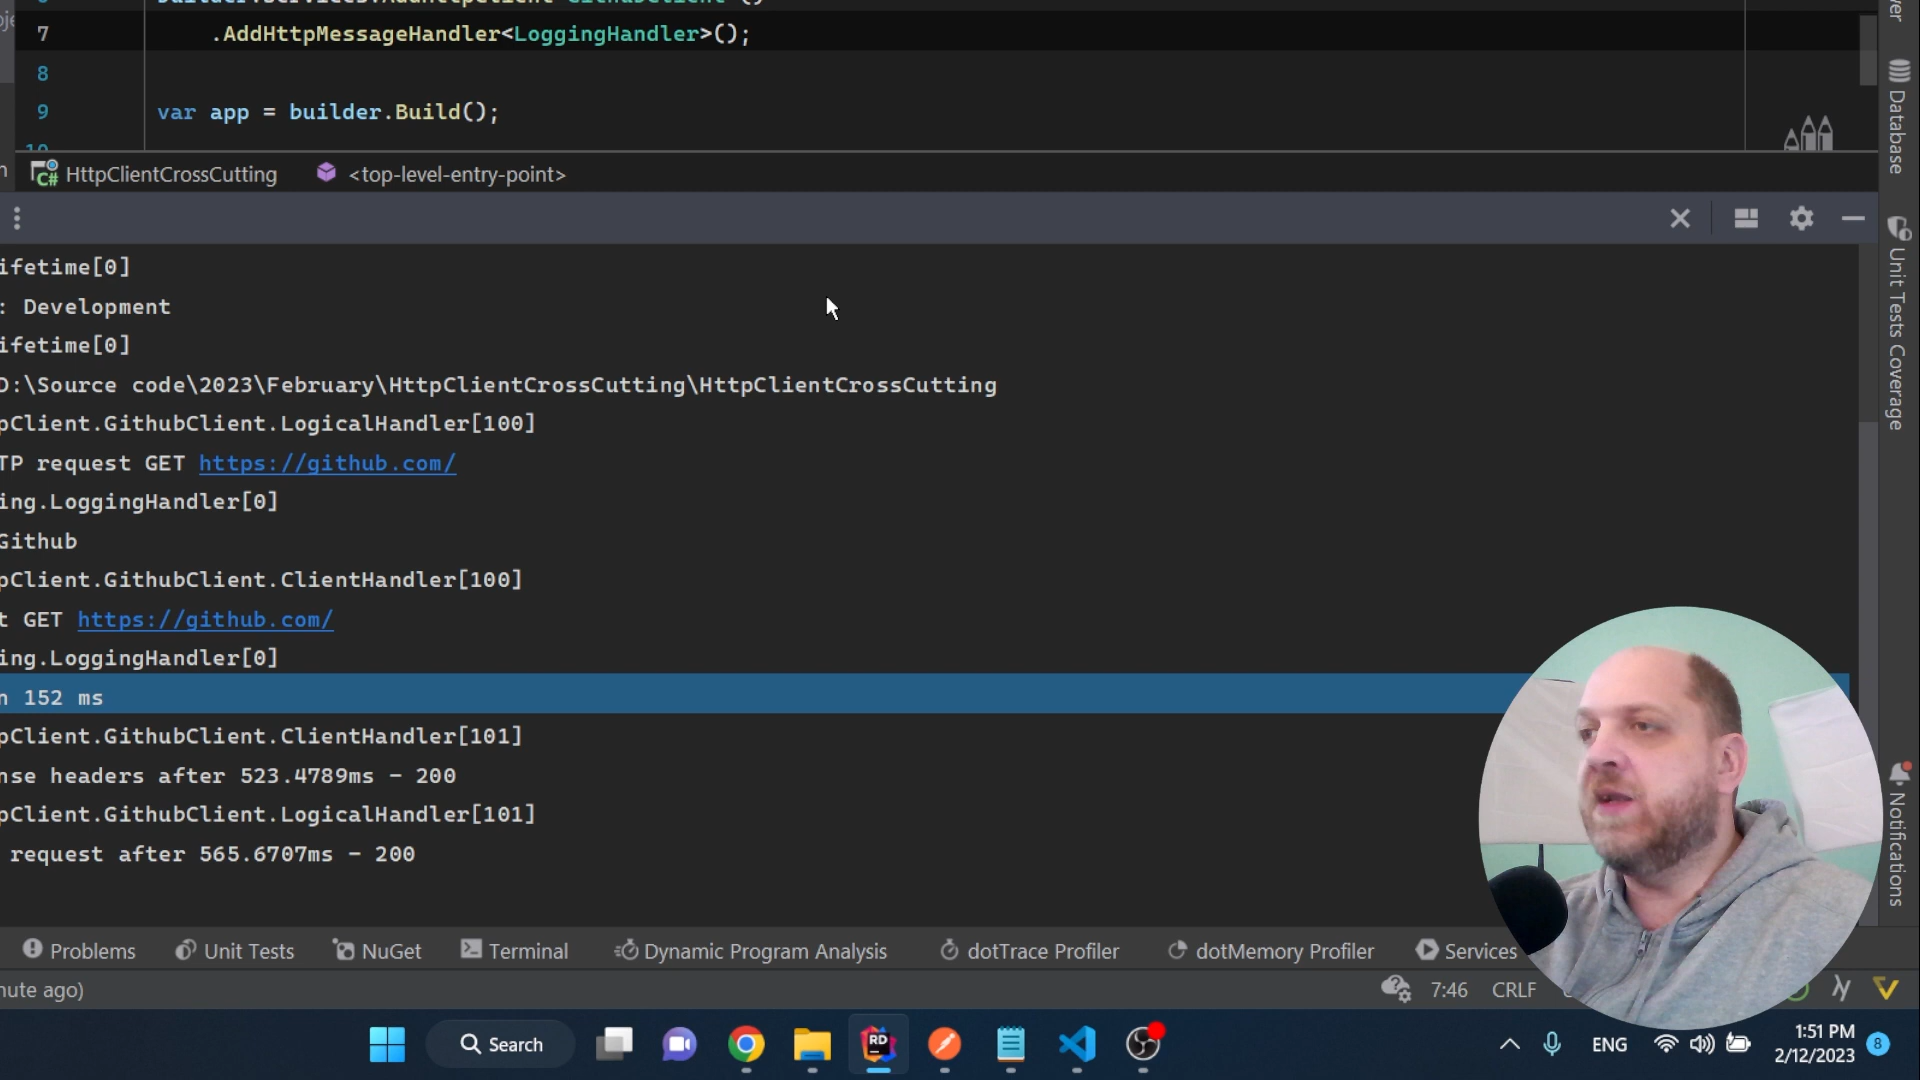 7 .AddHttpMessageHandler<LoggingHandler>();
8
9 var app = builder.Build();
10
HttpClientCrossCutting <top-level-entry-point>
ifetime[0]
: Development
ifetime[0]
D:\Source code\2023\February\HttpClientCrossCutting\HttpClientCrossCutting
pClient.GithubClient.LogicalHandler[100]
TP request GET https://github.com/
ing.LoggingHandler[0]
Github
pClient.GithubClient.ClientHandler[100]
t GET https://github.com/
ing.LoggingHandler[0]
n 152 ms
pClient.GithubClient.ClientHandler[101]
nse headers after 523.4789ms - 200
pClient.GithubClient.LogicalHandler[101]
request after 565.6707ms - 200
Database
Unit Tests Coverage
Notifications
Problems Unit Tests NuGet Terminal Dynamic Program Analysis dotTrace Profiler dotMemory Profiler Services
nute ago) 7:46 CRLF
Search RD ENG 1:51 PM
2/12/2023 8